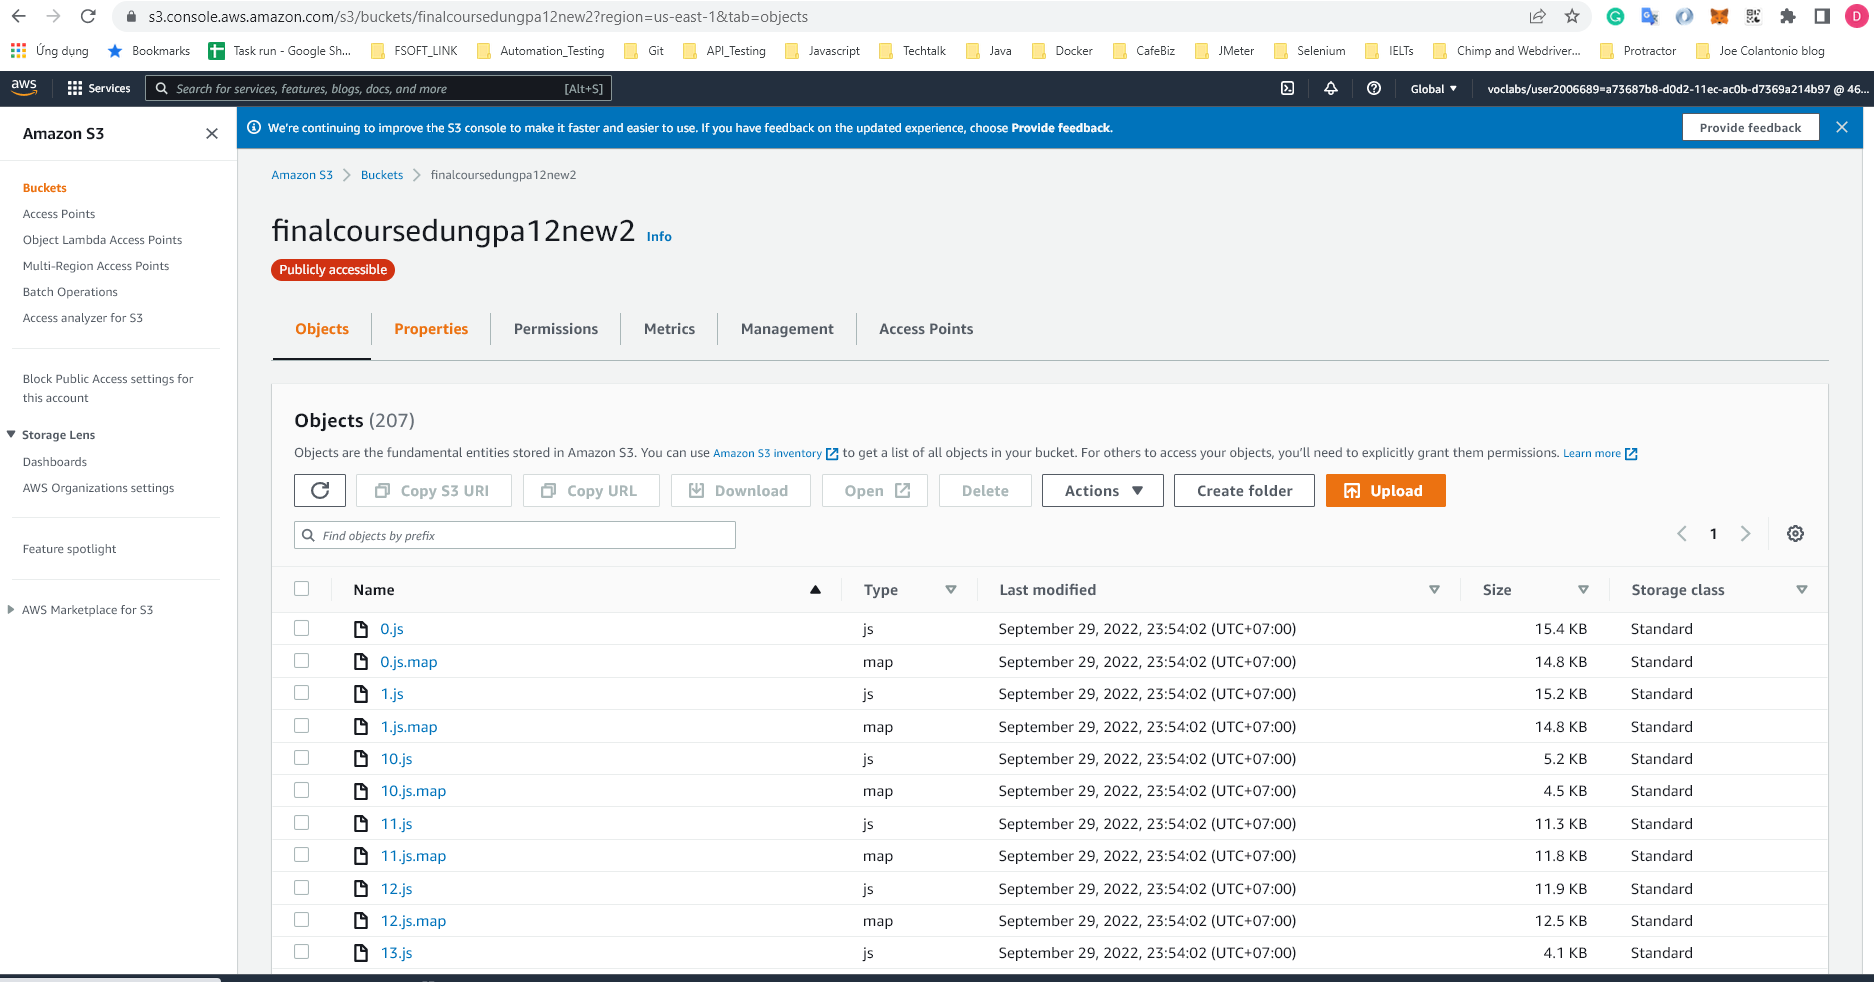 s3.console.aws.amazon.com/s3/buckets/finalcoursedungpa12new2?region=us-east-1&tab=objects
D
Ứng dụng Bookmarks Task run - Google Sh... FSOFT_LINK Automation_Testing Git API_Testing Javascript Techtalk Java Docker CafeBiz JMeter Selenium IELTs Chimp and Webdriver... Protractor Joe Colantonio blog
aws Services Search for services, features, blogs, docs, and more [Alt+S] Global voclabs/user2006689=a73687b8-d0d2-11ec-ac0b-d7369a214b97 @ 46...
Amazon S3
Buckets
Access Points
Object Lambda Access Points
Multi-Region Access Points
Batch Operations
Access analyzer for S3
Block Public Access settings for
this account
Storage Lens
Dashboards
AWS Organizations settings
Feature spotlight
AWS Marketplace for S3
We're continuing to improve the S3 console to make it faster and easier to use. If you have feedback on the updated experience, choose Provide feedback. Provide feedback
Amazon S3 Buckets finalcoursedungpa12new2
finalcoursedungpa12new2 Info
Publicly accessible
Objects Properties Permissions Metrics Management Access Points
Objects (207)
Objects are the fundamental entities stored in Amazon S3. You can use Amazon S3 inventory to get a list of all objects in your bucket. For others to access your objects, you'll need to explicitly grant them permissions. Learn more
Copy S3 URI Copy URL Download Open Delete Actions Create folder Upload
Find objects by prefix 1
Name Type Last modified Size Storage class
0.js js September 29, 2022, 23:54:02 (UTC+07:00) 15.4 KB Standard
0.js.map map September 29, 2022, 23:54:02 (UTC+07:00) 14.8 KB Standard
1.js js September 29, 2022, 23:54:02 (UTC+07:00) 15.2 KB Standard
1.js.map map September 29, 2022, 23:54:02 (UTC+07:00) 14.8 KB Standard
10.js js September 29, 2022, 23:54:02 (UTC+07:00) 5.2 KB Standard
10.js.map map September 29, 2022, 23:54:02 (UTC+07:00) 4.5 KB Standard
11.js js September 29, 2022, 23:54:02 (UTC+07:00) 11.3 KB Standard
11.js.map map September 29, 2022, 23:54:02 (UTC+07:00) 11.8 KB Standard
12.js js September 29, 2022, 23:54:02 (UTC+07:00) 11.9 KB Standard
12.js.map map September 29, 2022, 23:54:02 (UTC+07:00) 12.5 KB Standard
13.js js September 29, 2022, 23:54:02 (UTC+07:00) 4.1 KB Standard